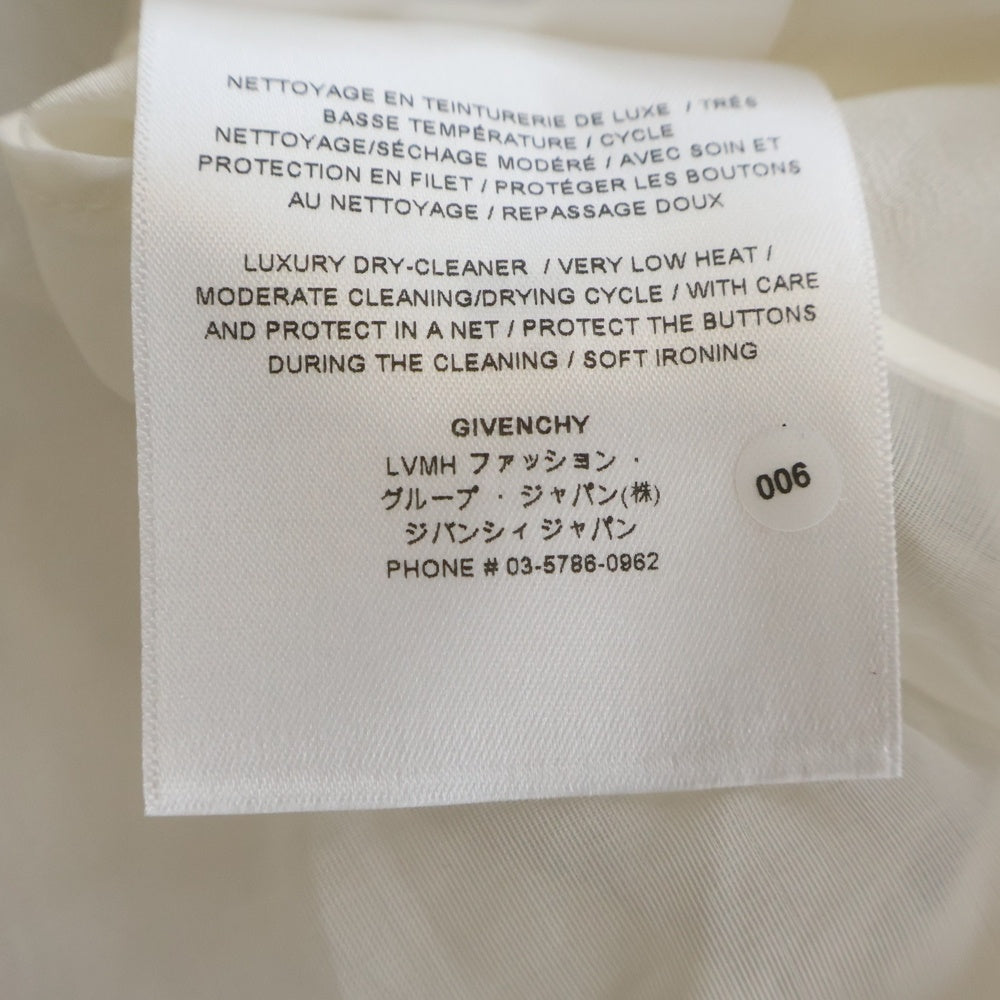 NETTOYAGE EN TEINTURERIE DE LUXE / TRÉS
BASSE TEMPÉRATURE / CYCLE
NETTOYAGE/SÉCHAGE MODÉRÉ / AVEC SOIN ET
PROTECTION EN FILET / PROTÉGER LES BOUTONS
AU NETTOYAGE / REPASSAGE DOUX
LUXURY DRY-CLEANER / VERY LOW HEAT /
MODERATE CLEANING/DRYING CYCLE / WITH CARE
AND PROTECT IN A NET / PROTECT THE BUTTONS
DURING THE CLEANING / SOFT IRONING
GIVENCHY
LVMH ファッション ・
グループ ・ ジャパン(株)
ジバンシィ ジャパン
PHONE # 03-5786-0962
006